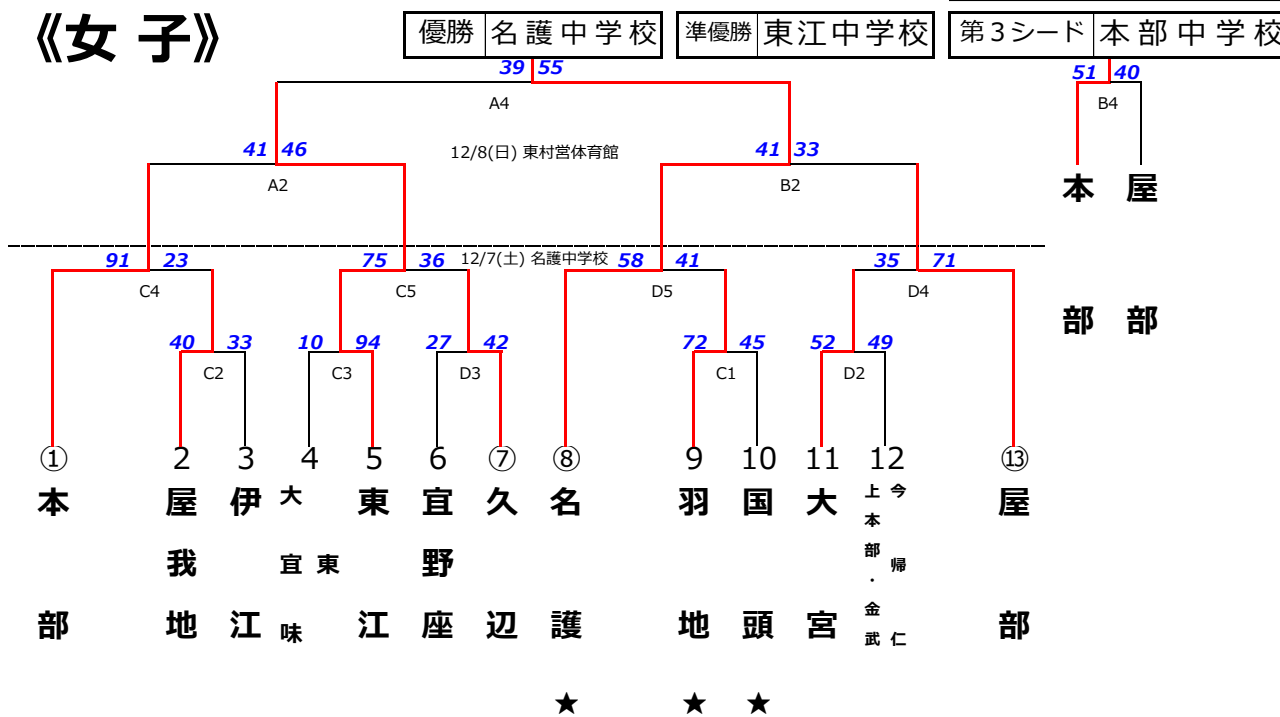 《女 子》
優勝 名護中学校 準優勝 東江中学校 第3シード 本部中学校
39 55 51 40
A4 B4
41 46 12/8(日) 東村営体育館 41 33
A2 B2
本部 屋部
91 23 75 36 12/7(土) 名護中学校 58 41 35 71
C4 C5 D5 D4
40 33 10 94 27 42 72 45 52 49
C2 C3 D3 C1 D2
① 2 3 4 5 6 ⑦ ⑧ 9 10 11 12 ⑬
本部
屋我地
伊江
大宜味
東
東江
宜野座
久辺
名護★
羽地★
国頭★
大宮
今帰仁
上本部・金武
屋部